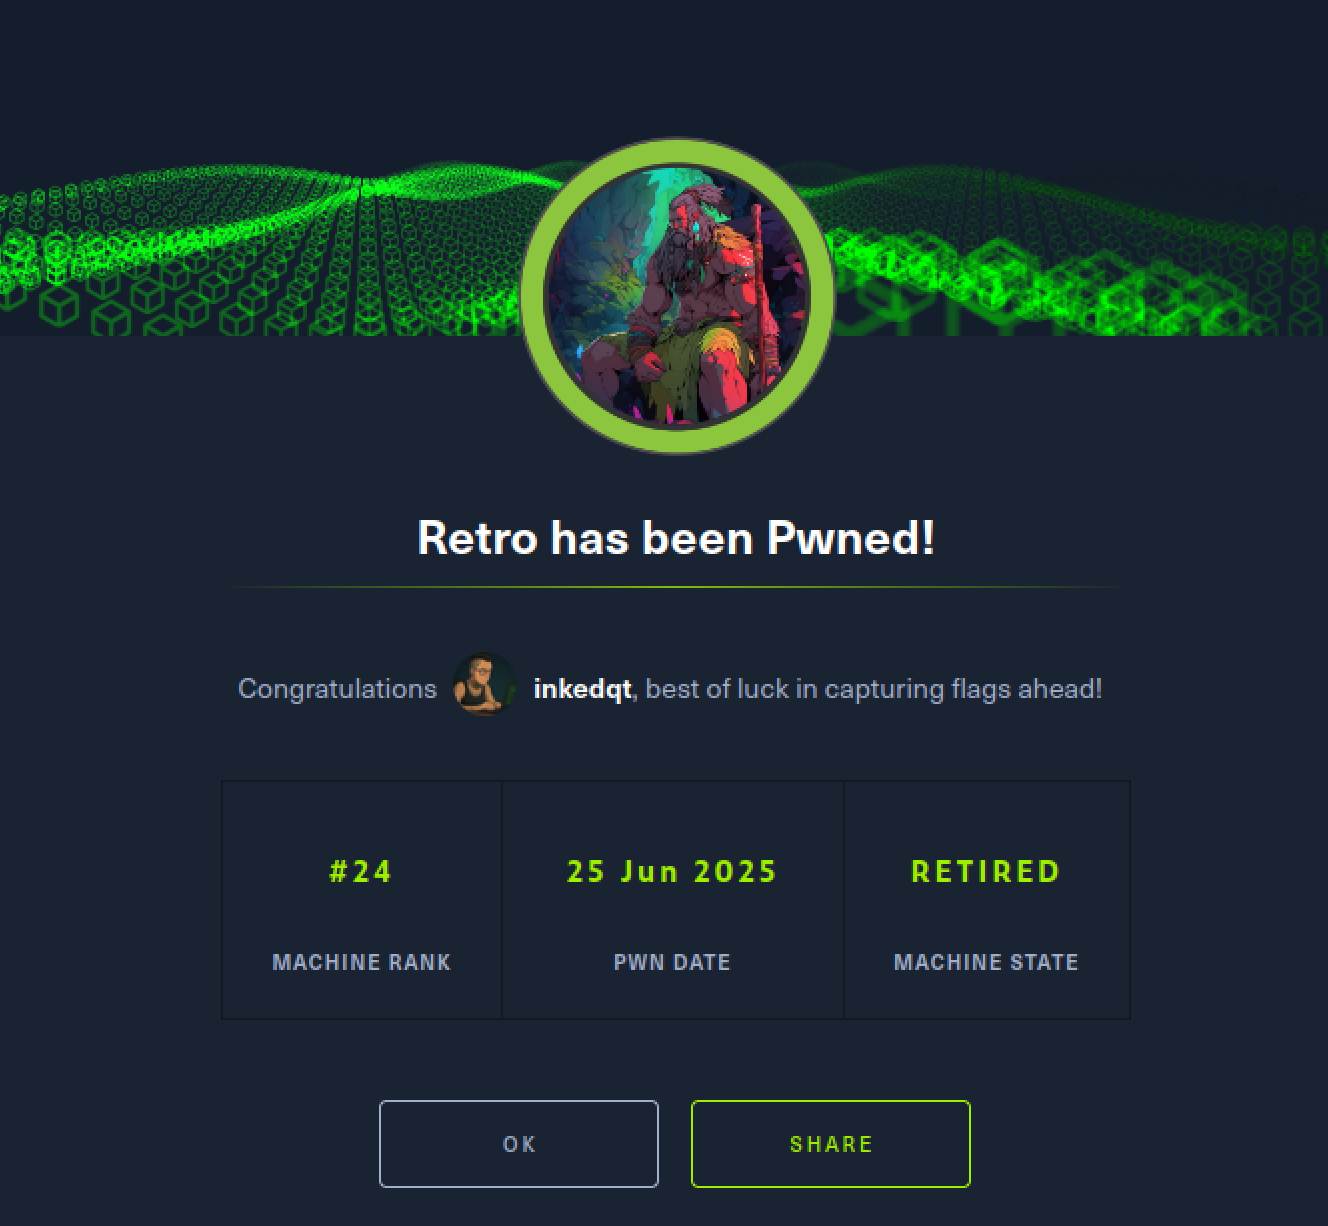 Retro has been Pwned!
Congratulations inkedqt, best of luck in capturing flags ahead!
#24 25 Jun 2025 RETIRED
MACHINE RANK PWN DATE MACHINE STATE
OK SHARE